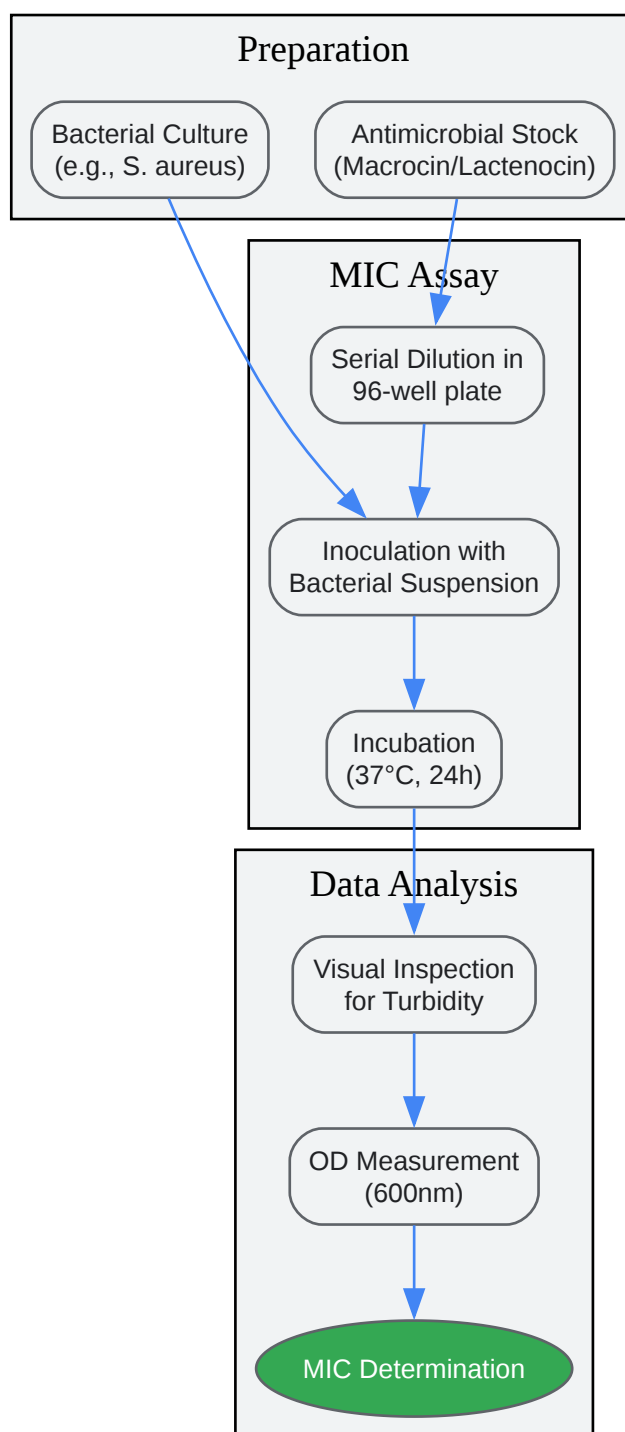 Preparation
Bacterial Culture
(e.g., S. aureus)
Antimicrobial Stock
(Macrocin/Lactenocin)
MIC Assay
Serial Dilution in
96-well plate
Inoculation with
Bacterial Suspension
Incubation
(37°C, 24h)
Data Analysis
Visual Inspection
for Turbidity
OD Measurement
(600nm)
MIC Determination